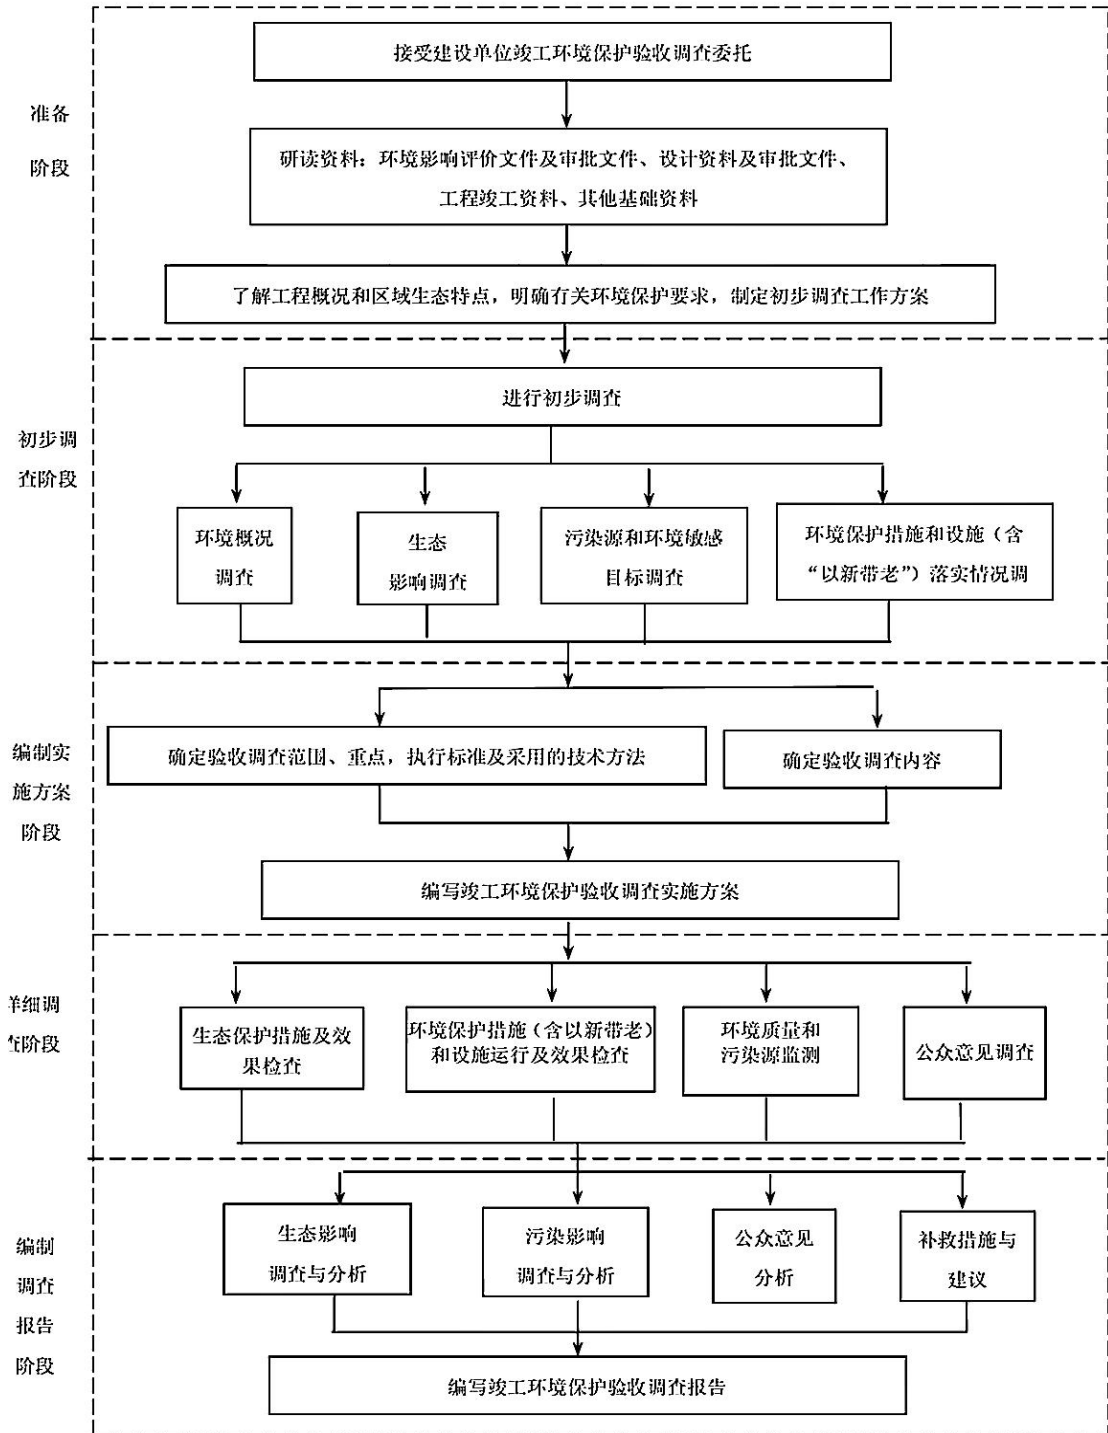 接受建设单位竣工环境保护验收调查委托
准备
阶段
研读资料：环境影响评价文件及审批文件、设计资料及审批文件、
工程竣工资料、其他基础资料
了解工程概况和区域生态特点，明确有关环境保护要求，制定初步调查工作方案
进行初步调查
初步调
查阶段
环境概况
调查
生态
影响调查
污染源和环境敏感
目标调查
环境保护措施和设施（含
“以新带老”）落实情况调
编制实
施方案
阶段
确定验收调查范围、重点，执行标准及采用的技术方法
确定验收调查内容
编写竣工环境保护验收调查实施方案
详细调
查阶段
生态保护措施及效
果检查
环境保护措施（含以新带老）
和设施运行及效果检查
环境质量和
污染源监测
公众意见调查
编制
调查
报告
阶段
生态影响
调查与分析
污染影响
调查与分析
公众意见
分析
补救措施与
建议
编写竣工环境保护验收调查报告